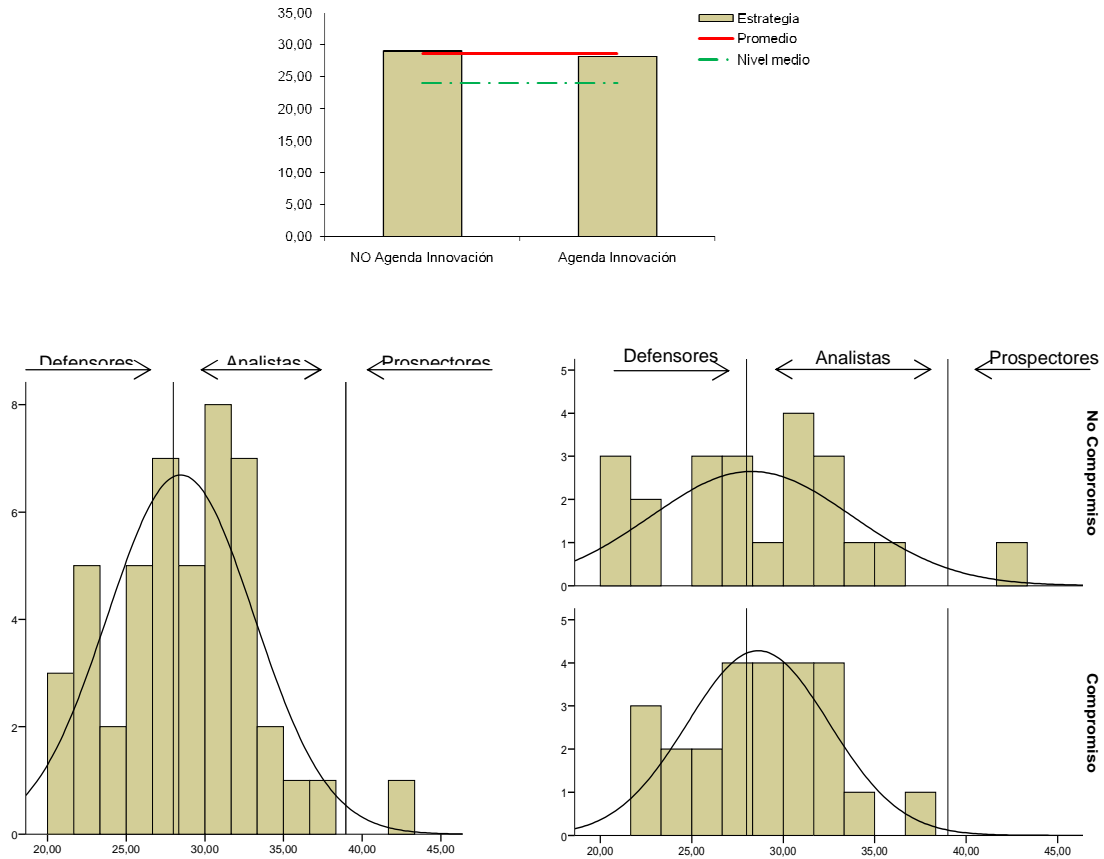 35,00
30,00
25,00
20,00
15,00
10,00
5,00
0,00
NO Agenda Innovación
Agenda Innovación
Estrategia
Promedio
Nivel medio
Defensores
Analistas
Prospectores
8
6
4
2
0
20,00
25,00
30,00
35,00
40,00
45,00
Defensores
Analistas
Prospectores
5
4
3
2
1
0
No Compromiso
5
4
3
2
1
0
Compromiso
20,00
25,00
30,00
35,00
40,00
45,00